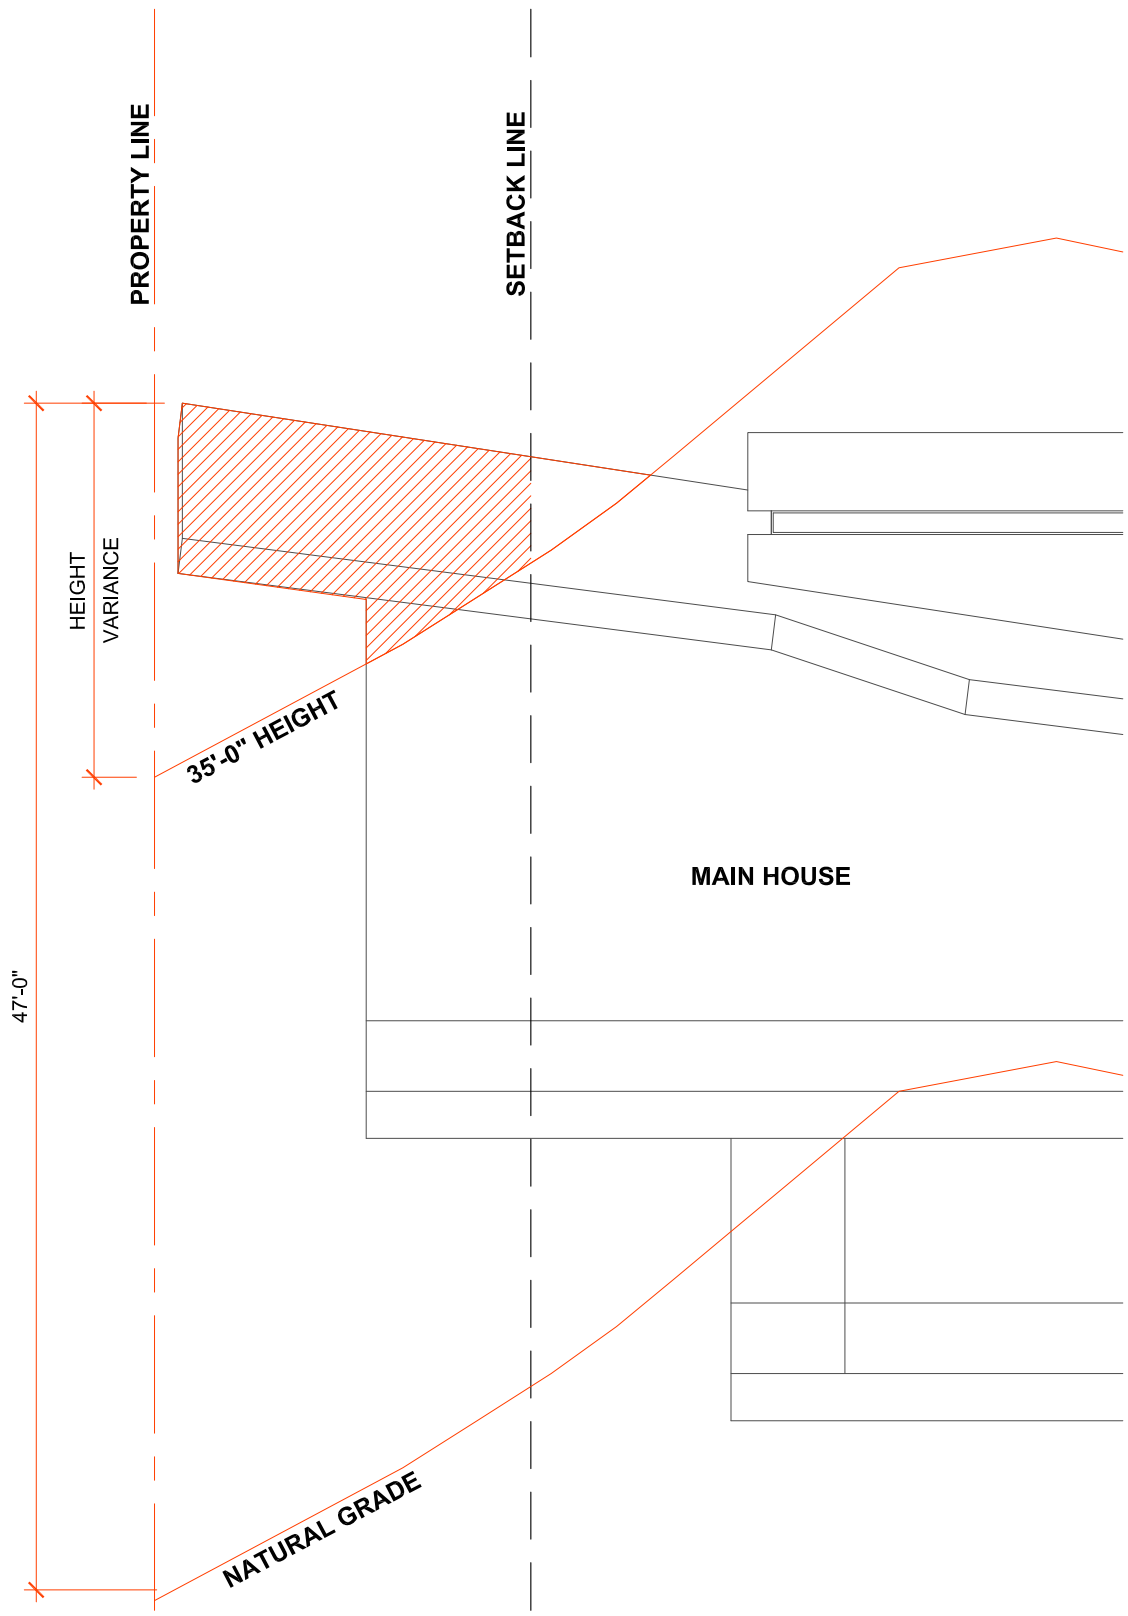 PROPERTY LINE
SETBACK LINE
HEIGHT
VARIANCE
35'-0" HEIGHT
MAIN HOUSE
47'-0"
NATURAL GRADE